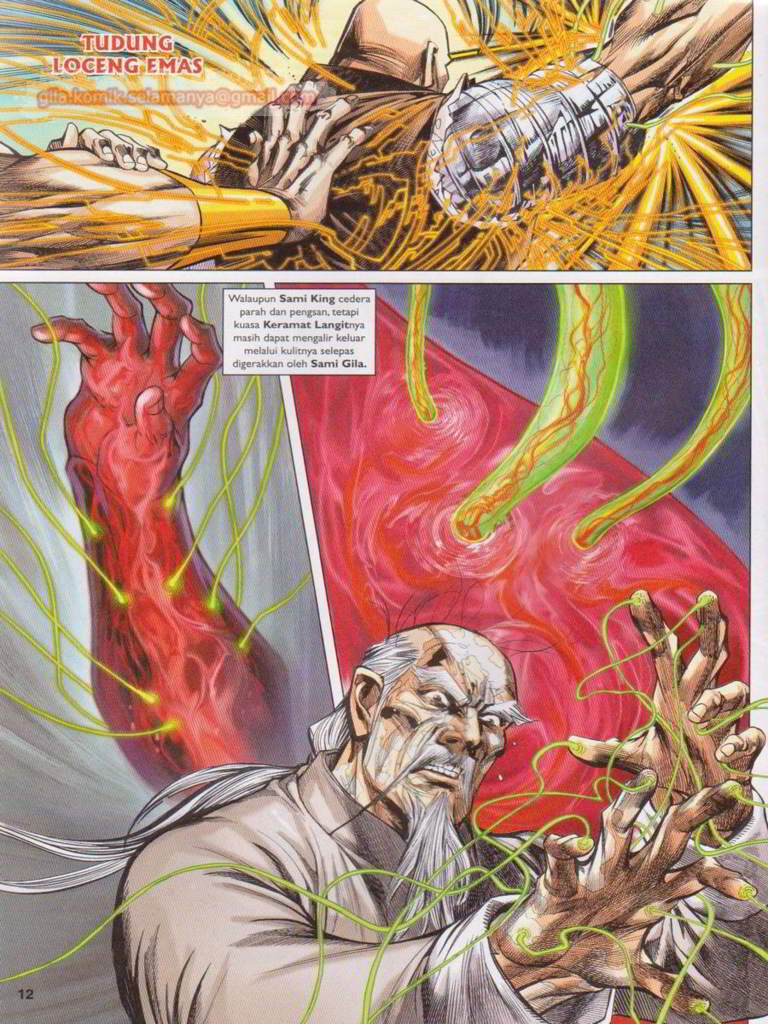 TUDUNG
LOCENG EMAS
gila.komik.selamanya@gmail.com
Walaupun Sami King cedera
parah dan pengsan, tetapi
kuasa Keramat Langitnya
masih dapat mengalir keluar
melalui kulitnya selepas
digerakkan oleh Sami Gila.
12